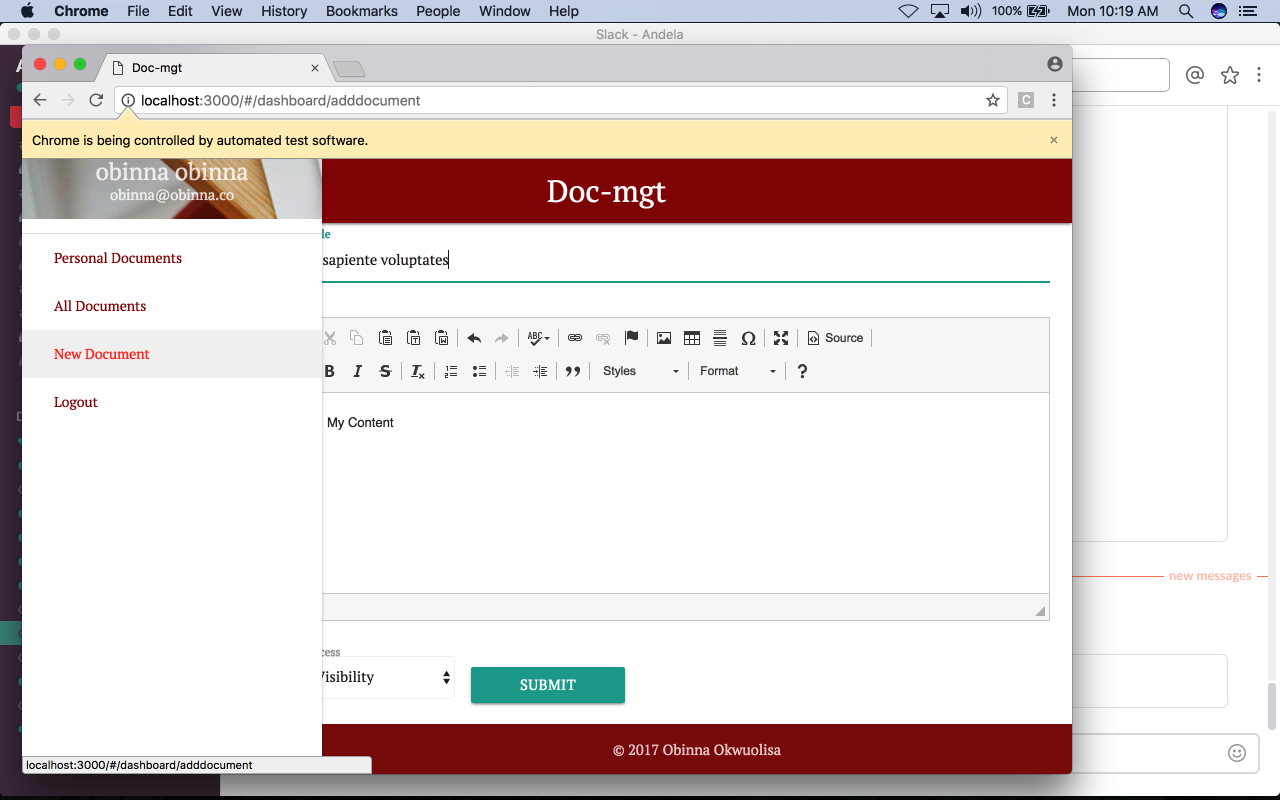 Chrome File Edit View History Bookmarks People Window Help 100% Mon 10:19 AM
Slack - Andela
Doc-mgt
localhost:3000/#/dashboard/adddocument
Chrome is being controlled by automated test software.
obinna obinna
obinna@obinna.co
Doc-mgt
Personal Documents
All Documents
New Document
Logout
le
sapiente voluptates
ABC Source
B I S Styles Format ?
My Content
new messages
cess
Visibility
SUBMIT
© 2017 Obinna Okwuolisa
localhost:3000/#/dashboard/adddocument